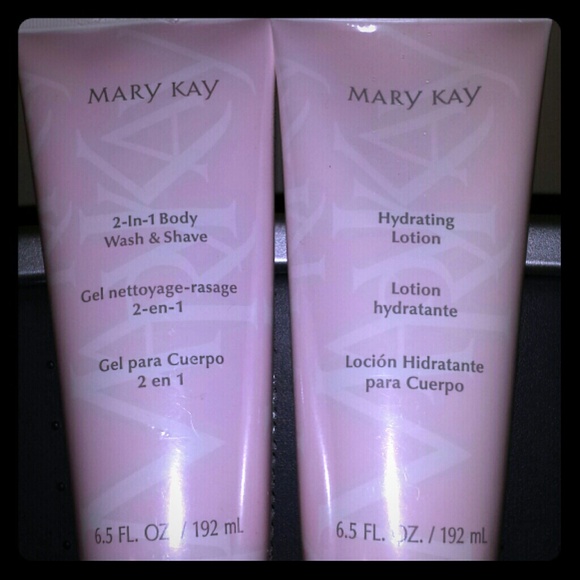 MARY KAY
2-In-1 Body
Wash & Shave
Gel nettoyage-rasage
2-en-1
Gel para Cuerpo
2 en 1
6.5 FL. OZ. / 192 mL
MARY KAY
Hydrating
Lotion
Lotion
hydratante
Loción Hidratante
para Cuerpo
6.5 FL. OZ. / 192 mL